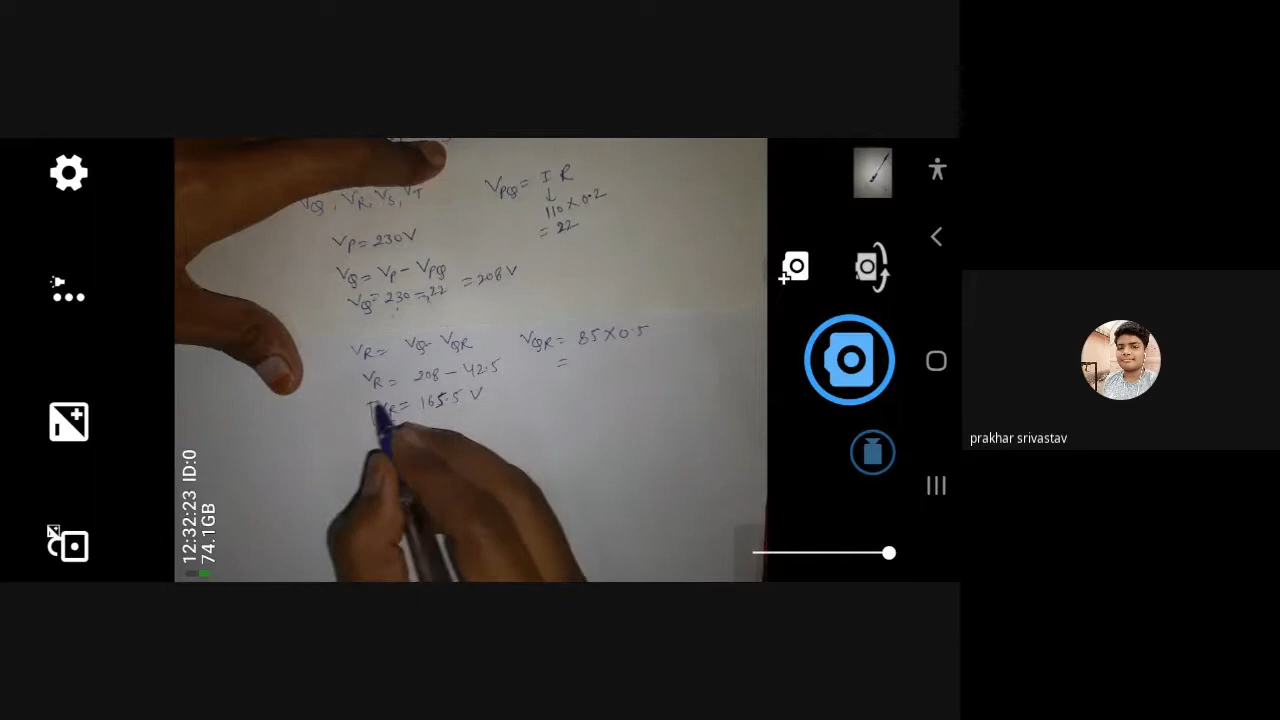 VQ, VR, VS, VT
VPQ = I R
↓
110 × 0.2
= 22
VP = 230V
VQ = VP - VPQ
VQ = 230 - 22 = 208 V
VR = VQ - VQR
VQR = 85 × 0.5
=
VR = 208 - 42.5
VR = 165.5 V
12:32:23 ID:0
74.1GB
prakhar srivastav